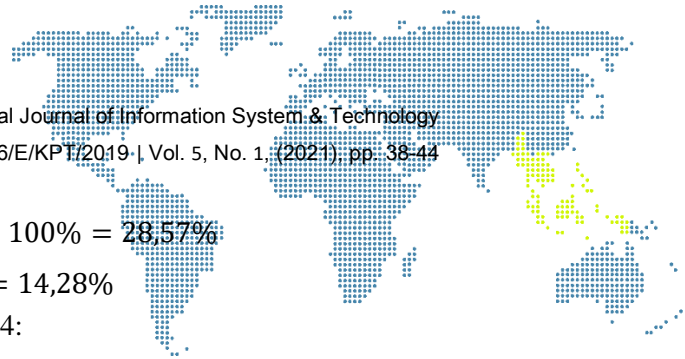 al Journal of Information System & Technology
6/E/KPT/2019 | Vol. 5, No. 1, (2021), pp. 38-44
100% = 28,57%
= 14,28%
4: